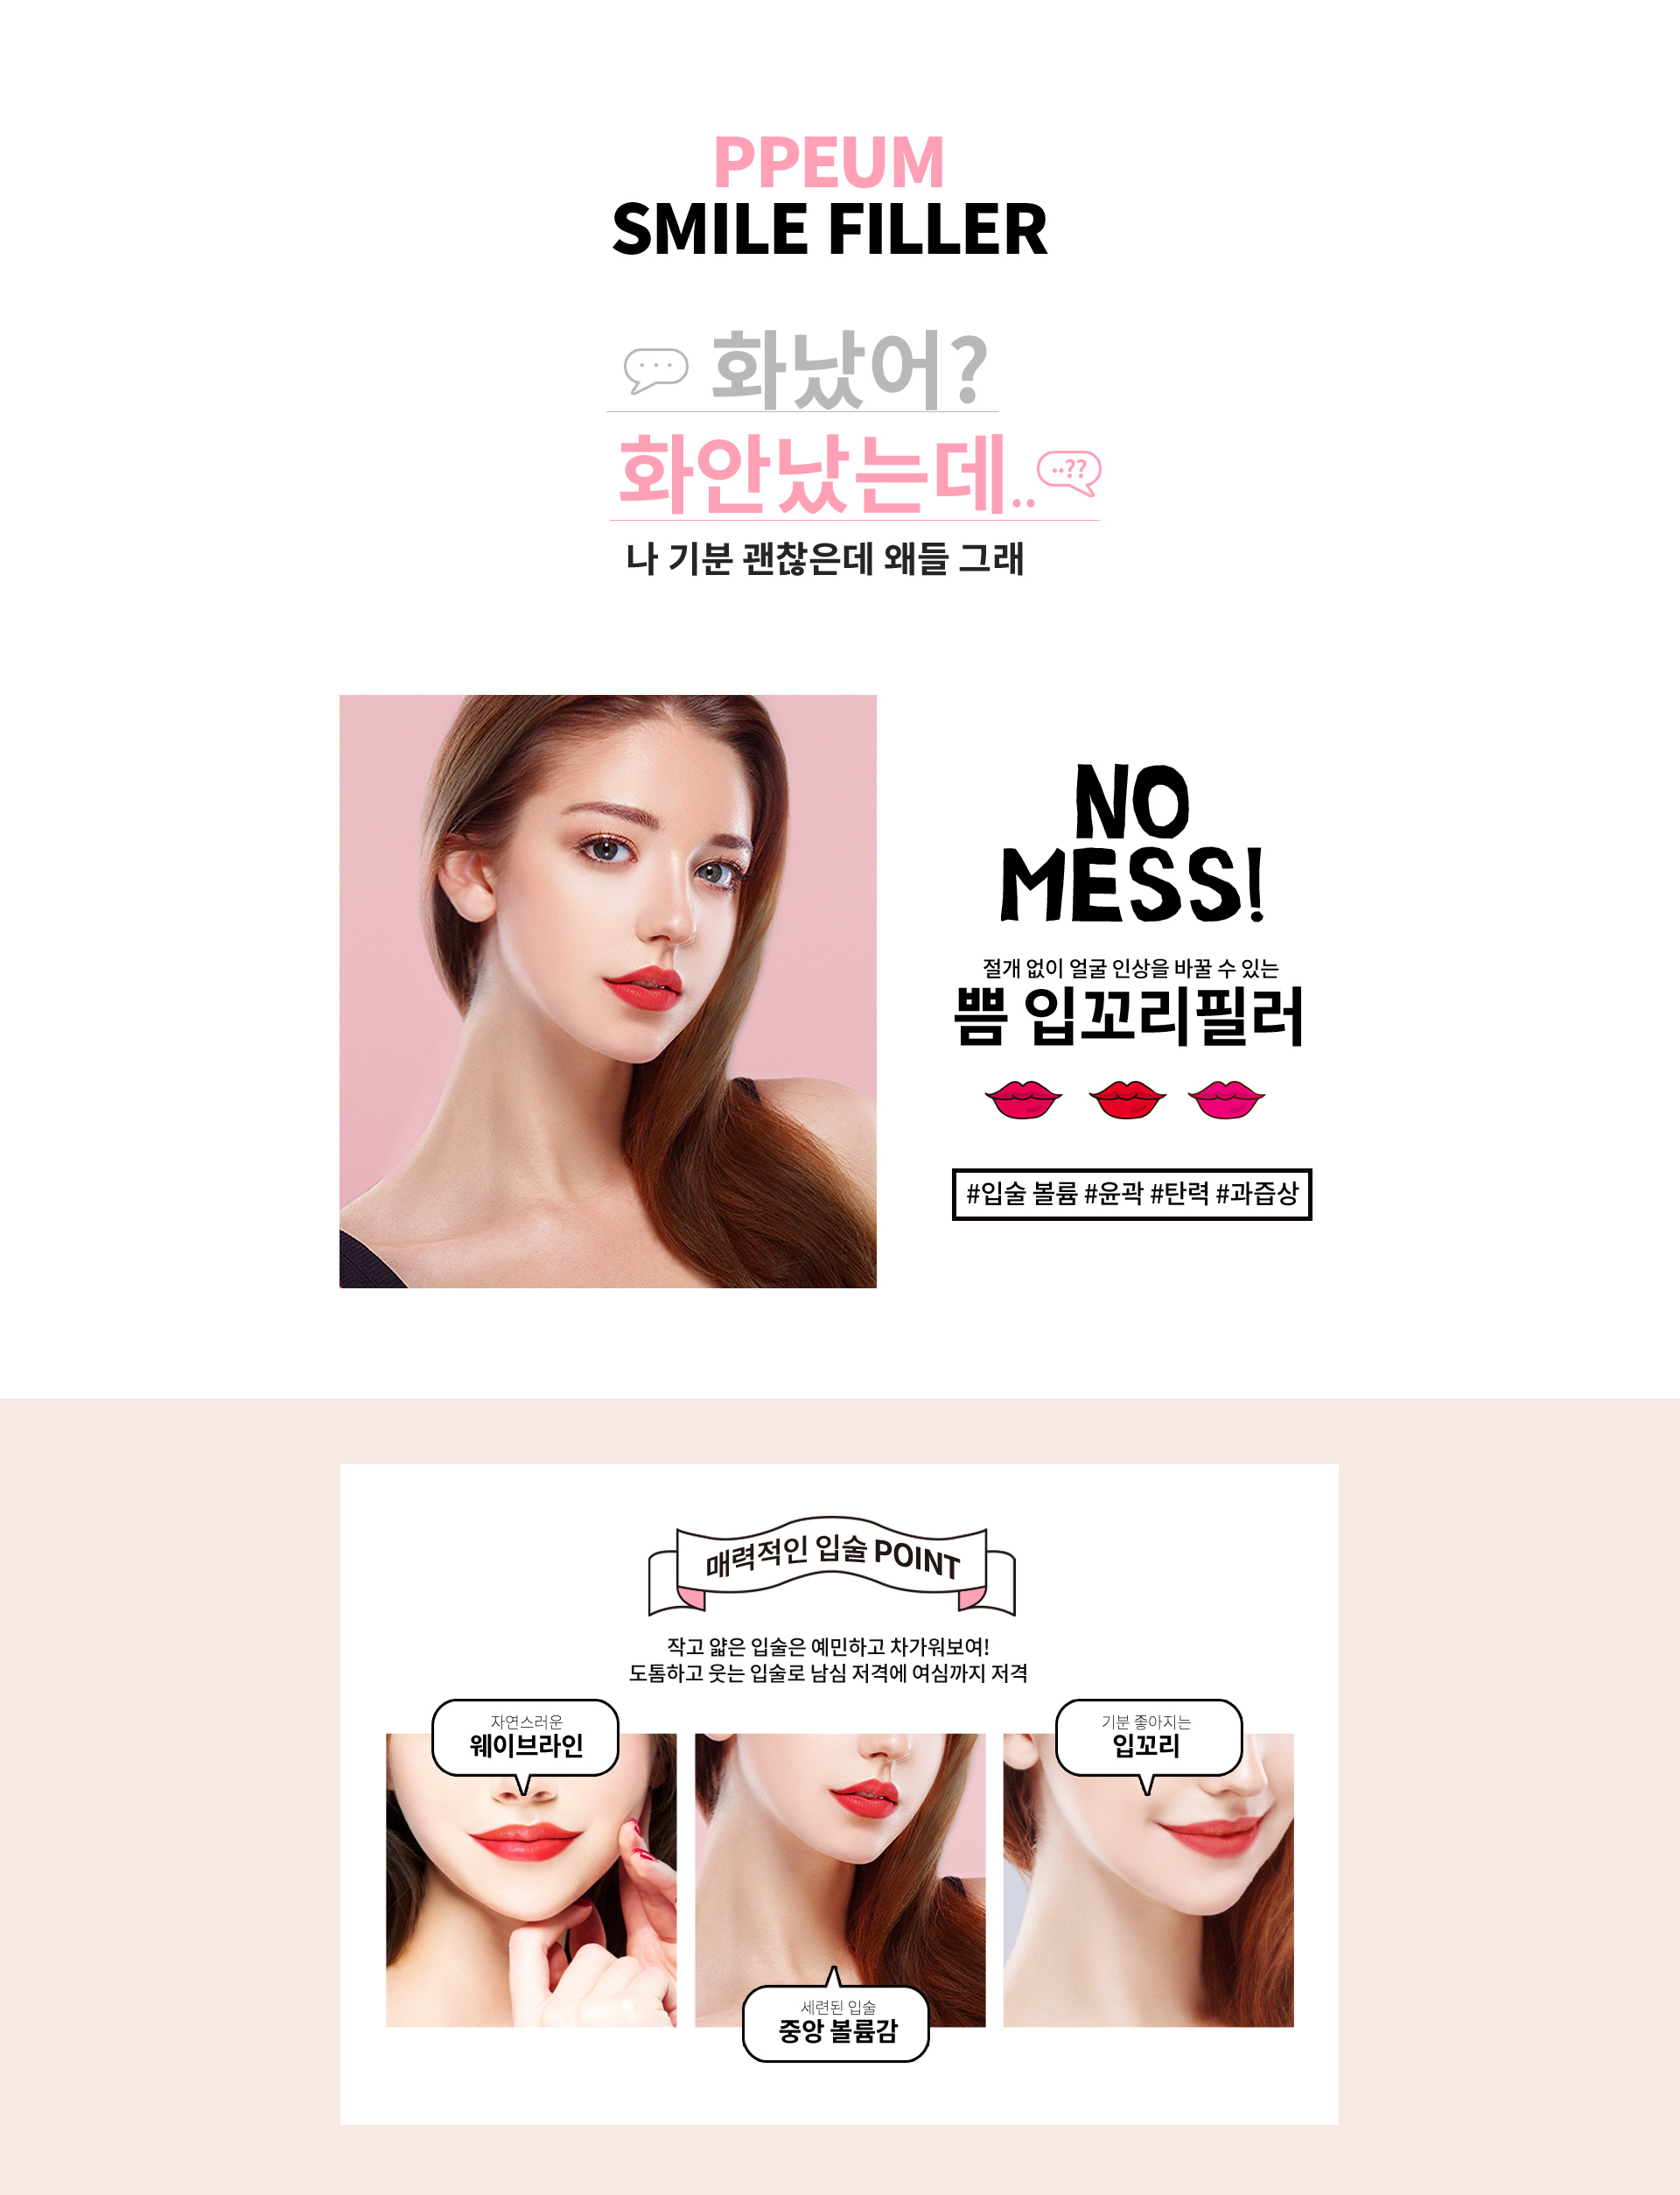 PPEUM
SMILE FILLER
화났어?
화안났는데..
..??
나 기분 괜찮은데 왜들 그래
NO
MESS!
절개 없이 얼굴 인상을 바꿀 수 있는
쁨 입꼬리필러
#입술 볼륨 #윤곽 #탄력 #과즙상
매력적인 입술 POINT
작고 얇은 입술은 예민하고 차가워보여!
도톰하고 웃는 입술로 남심 저격에 여심까지 저격
자연스러운
웨이브라인
기분 좋아지는
입꼬리
세련된 입술
중앙 볼륨감